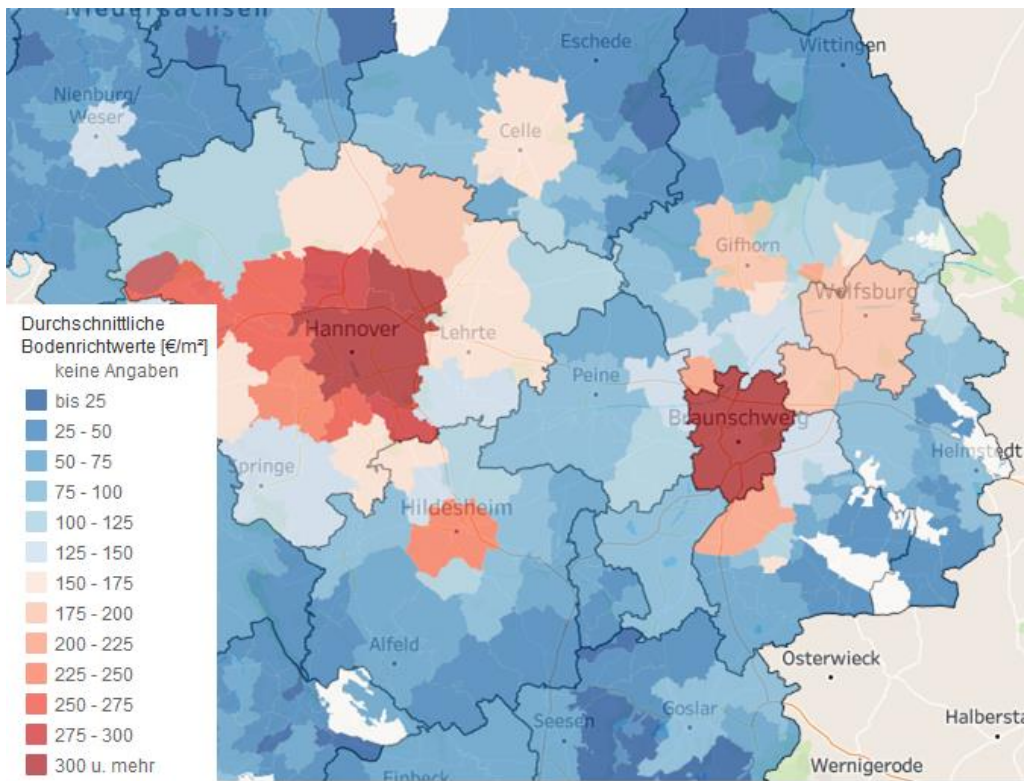 Niedersachsen
Eschede
Wittingen
Nienburg/
Weser
Celle
Gifhorn
Wolfsburg
Hannover
Lehrte
Peine
Braunschweig
Helmstedt
Springe
Hildesheim
Alfeld
Osterwieck
Halbersta
Seesen
Goslar
Einbeck
Wernigerode
Durchschnittliche
Bodenrichtwerte [€/m²]
keine Angaben
bis 25
25 - 50
50 - 75
75 - 100
100 - 125
125 - 150
150 - 175
175 - 200
200 - 225
225 - 250
250 - 275
275 - 300
300 u. mehr